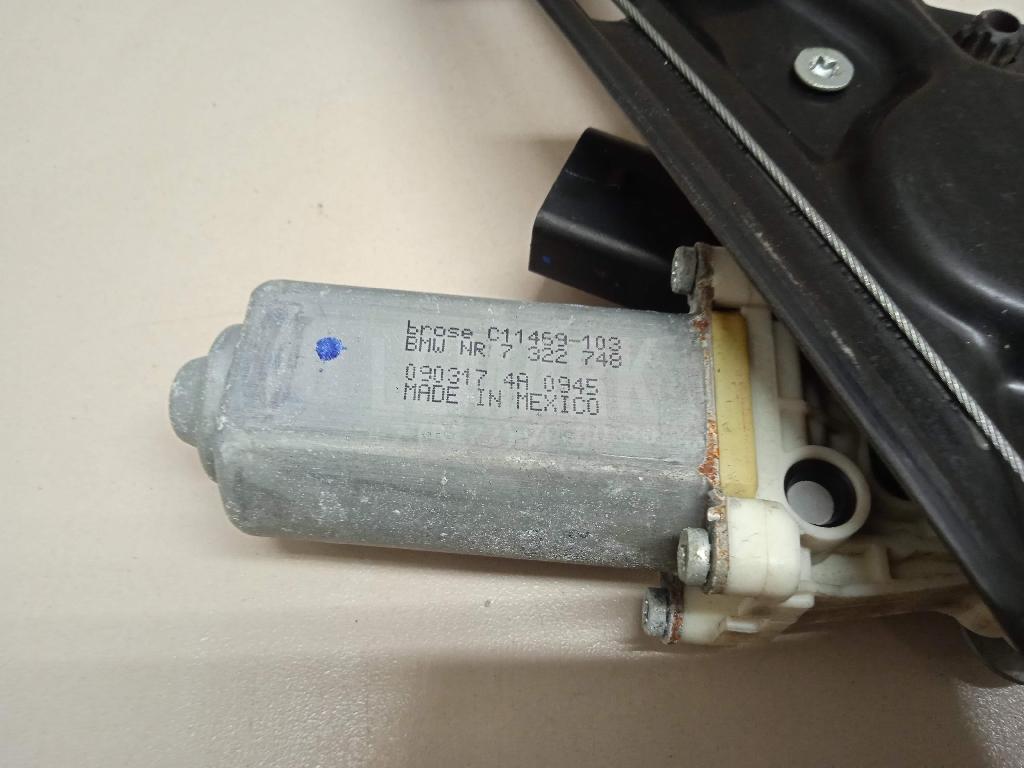 brose C11469-103
BMW NR 7 322 748
090317 4A 0945
MADE IN MEXICO